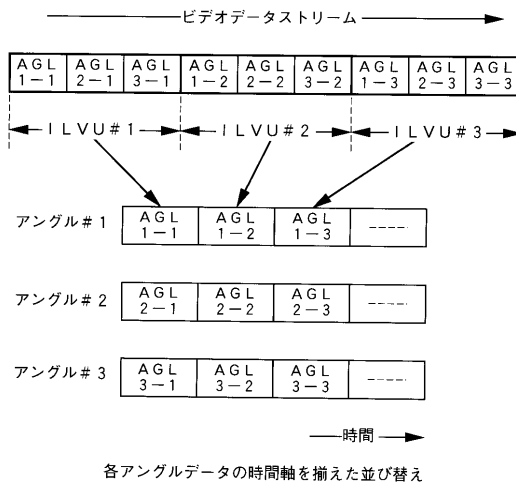 ビデオデータストリーム
AGL 1－1 AGL 2－1 AGL 3－1 AGL 1－2 AGL 2－2 AGL 3－2 AGL 1－3 AGL 2－3 AGL 3－3
ILVU#1 ILVU#2 ILVU#3
アングル#1 AGL 1－1 AGL 1－2 AGL 1－3
アングル#2 AGL 2－1 AGL 2－2 AGL 2－3
アングル#3 AGL 3－1 AGL 3－2 AGL 3－3
時間
各アングルデータの時間軸を揃えた並び替え